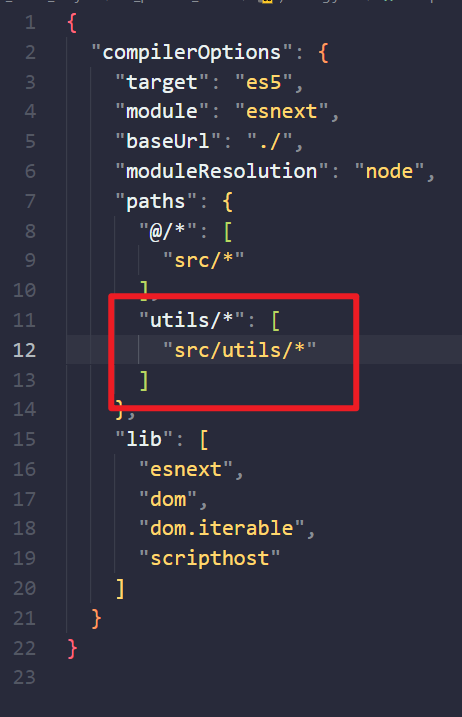 1 {
2 "compilerOptions": {
3 "target": "es5",
4 "module": "esnext",
5 "baseUrl": "./",
6 "moduleResolution": "node",
7 "paths": {
8 "@/*": [
9 "src/*"
10 ],
11 "utils/*": [
12 "src/utils/*"
13 ]
14 },
15 "lib": [
16 "esnext",
17 "dom",
18 "dom.iterable",
19 "scripthost"
20 ]
21 }
22 }
23